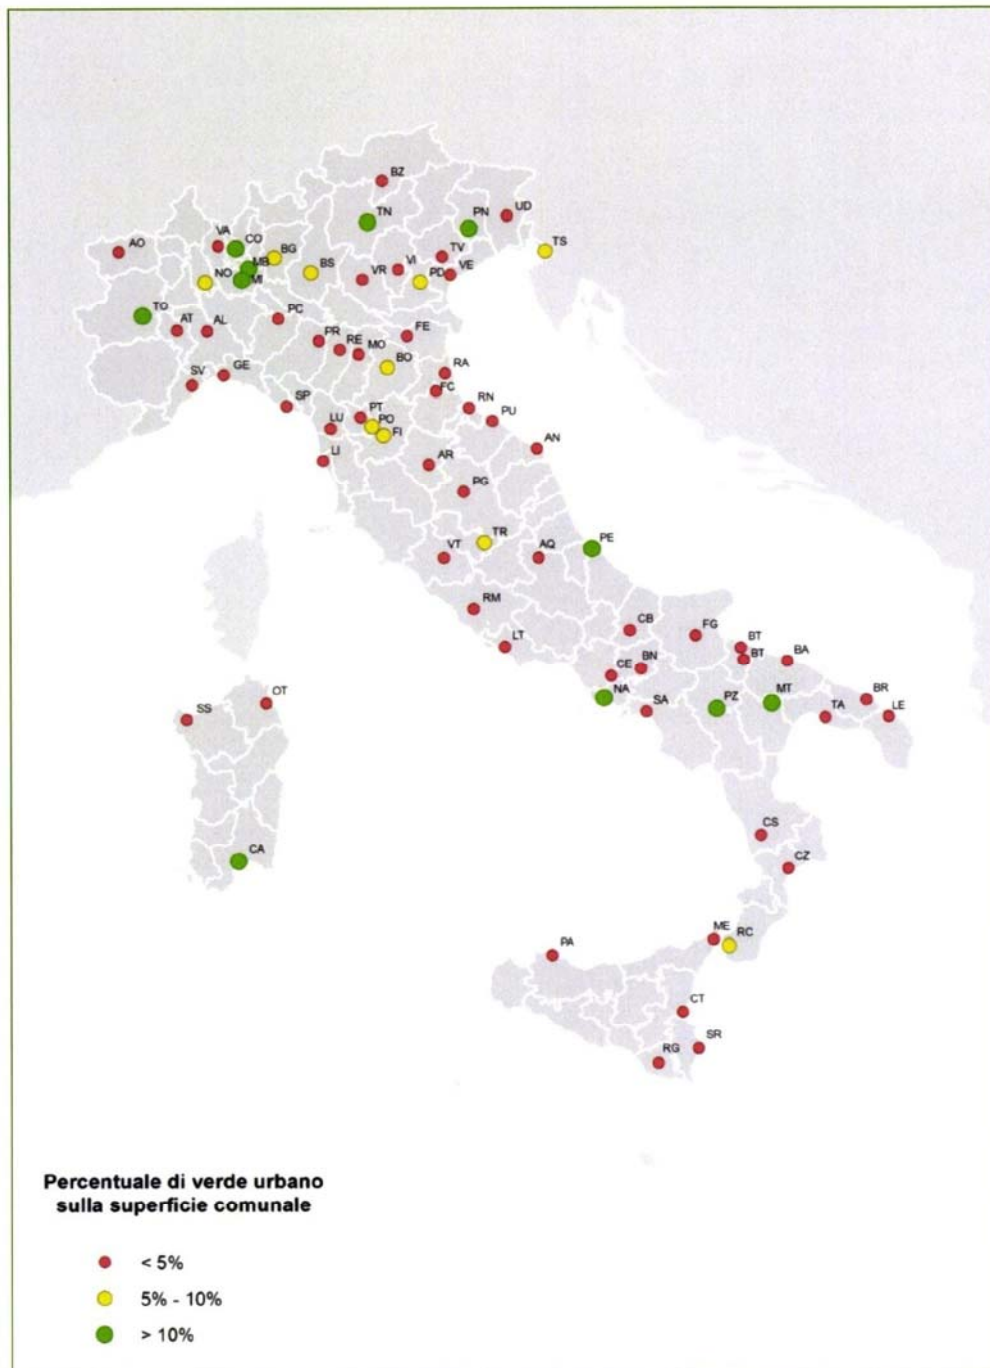 BZ
TN
PN
UD
AO
VA
CO
BG
TS
MB
MI
NO
BS
VR
VI
TV
VE
PD
TO
AT
AL
PC
PR
RE
MO
FE
BO
SV
GE
RA
FC
SP
LU
PT
PO
FI
RN
PU
LI
AR
AN
PG
TR
VT
AQ
PE
RM
LT
CB
FG
BT
BT
BA
CE
BN
NA
SA
PZ
MT
TA
BR
LE
OT
SS
CA
CS
CZ
ME
RC
PA
CT
SR
RG
Percentuale di verde urbano
sulla superficie comunale
< 5%
5% - 10%
> 10%